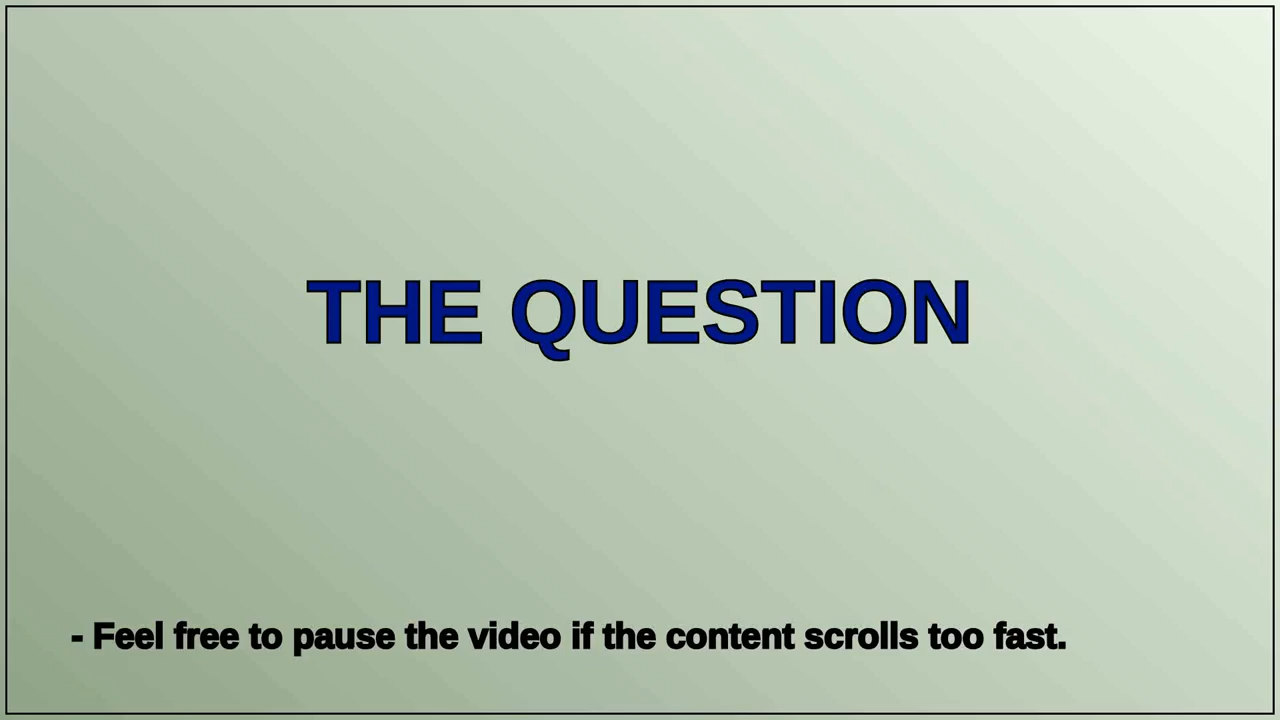 THE QUESTION
- Feel free to pause the video if the content scrolls too fast.